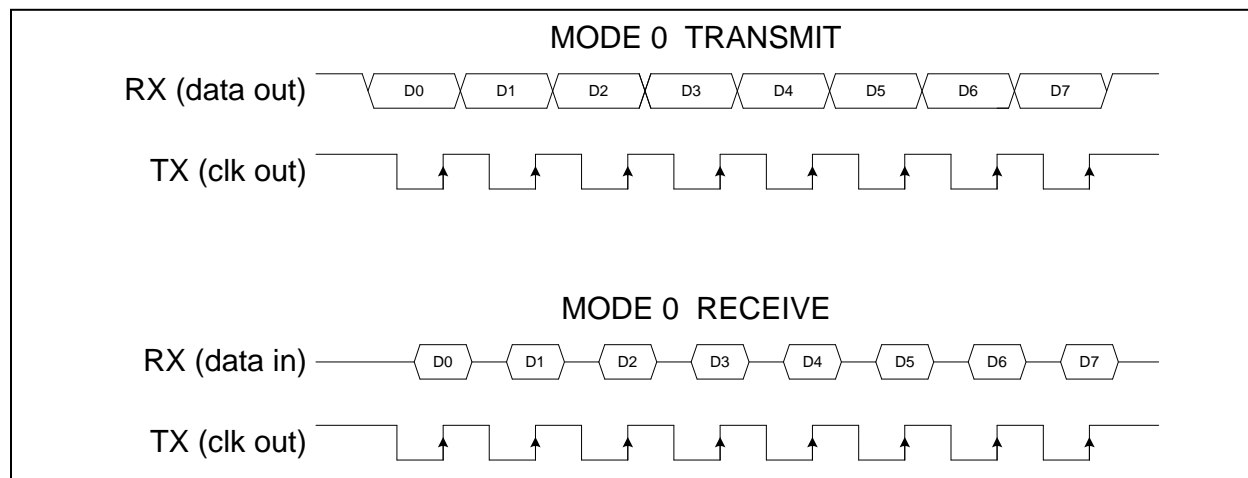 MODE 0 TRANSMIT
RX (data out) D0 D1 D2 D3 D4 D5 D6 D7
TX (clk out)
MODE 0 RECEIVE
RX (data in) D0 D1 D2 D3 D4 D5 D6 D7
TX (clk out)